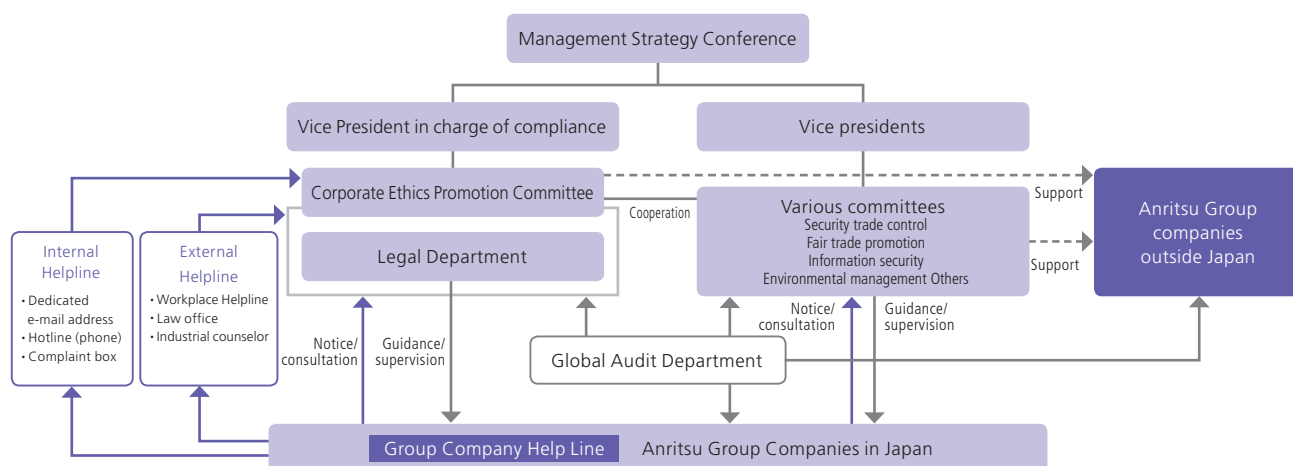 Management Strategy Conference
Vice President in charge of compliance
Vice presidents
Corporate Ethics Promotion Committee
Cooperation
Support
Various committees
Security trade control
Fair trade promotion
Information security
Environmental management Others
Support
Anritsu Group
companies
outside Japan
Legal Department
Internal
Helpline
• Dedicated
e-mail address
• Hotline (phone)
• Complaint box
External
Helpline
• Workplace Helpline
• Law office
• Industrial counselor
Notice/
consultation
Guidance/
supervision
Notice/
consultation
Guidance/
supervision
Global Audit Department
Group Company Help Line
Anritsu Group Companies in Japan